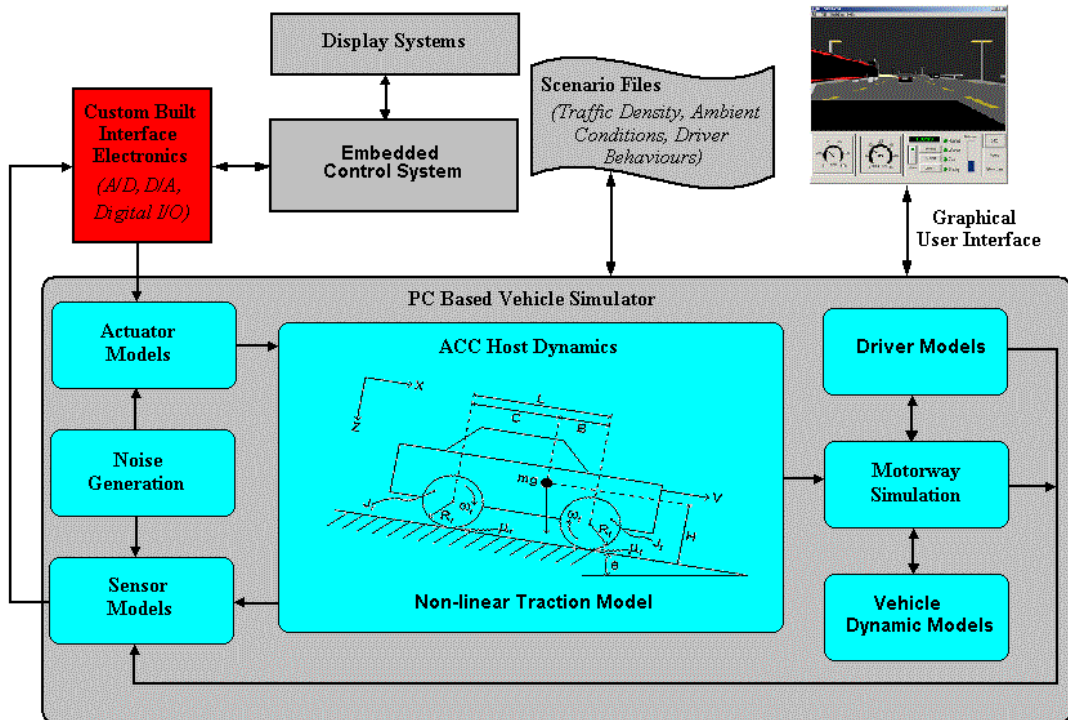 Display Systems
Custom Built
Interface
Electronics
(A/D, D/A,
Digital I/O)
Embedded
Control System
Scenario Files
(Traffic Density, Ambient
Conditions, Driver
Behaviours)
Graphical
User Interface
PC Based Vehicle Simulator
Actuator
Models
Noise
Generation
Sensor
Models
ACC Host Dynamics
X
Z
L
C
B
mg
V
H
θ
Non-linear Traction Model
Driver Models
Motorway
Simulation
Vehicle
Dynamic Models